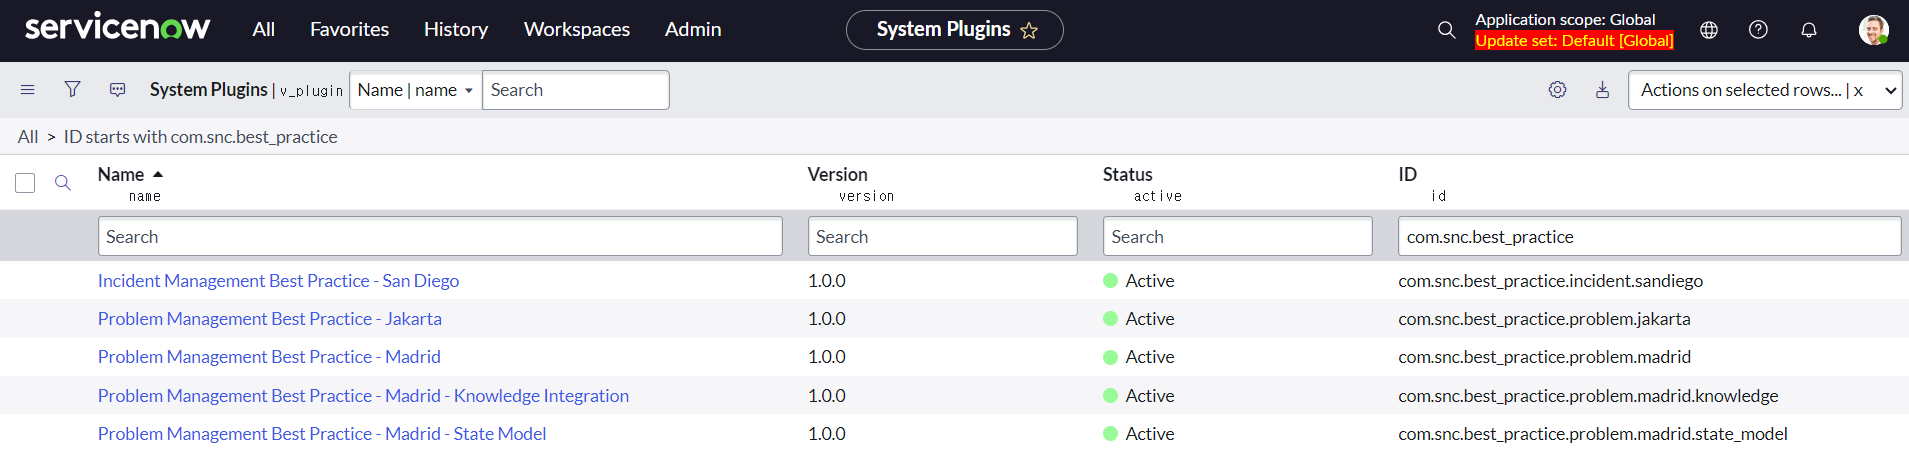 servicenow All Favorites History Workspaces Admin System Plugins Application scope: Global
Update set: Default [Global]
System Plugins | v_plugin Name | name Search Actions on selected rows... | x
All > ID starts with com.snc.best_practice
Name Version Status ID
name version active id
Search Search Search com.snc.best_practice
Incident Management Best Practice - San Diego 1.0.0 Active com.snc.best_practice.incident.sandiego
Problem Management Best Practice - Jakarta 1.0.0 Active com.snc.best_practice.problem.jakarta
Problem Management Best Practice - Madrid 1.0.0 Active com.snc.best_practice.problem.madrid
Problem Management Best Practice - Madrid - Knowledge Integration 1.0.0 Active com.snc.best_practice.problem.madrid.knowledge
Problem Management Best Practice - Madrid - State Model 1.0.0 Active com.snc.best_practice.problem.madrid.state_model